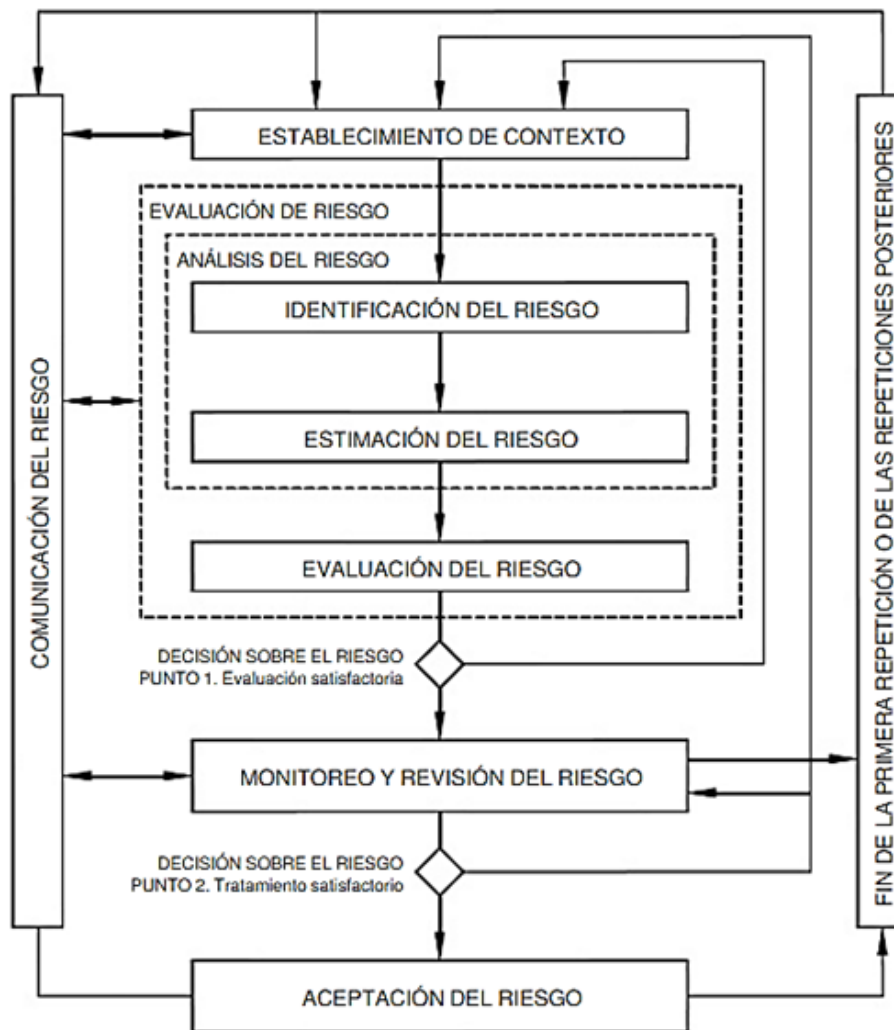 ESTABLECIMIENTO DE CONTEXTO
EVALUACIÓN DE RIESGO
ANÁLISIS DEL RIESGO
IDENTIFICACIÓN DEL RIESGO
ESTIMACIÓN DEL RIESGO
EVALUACIÓN DEL RIESGO
DECISIÓN SOBRE EL RIESGO
PUNTO 1. Evaluación satisfactoria
MONITOREO Y REVISIÓN DEL RIESGO
DECISIÓN SOBRE EL RIESGO
PUNTO 2. Tratamiento satisfactorio
ACEPTACIÓN DEL RIESGO
COMUNICACIÓN DEL RIESGO
FIN DE LA PRIMERA REPETICIÓN O DE LAS REPETICIONES POSTERIORES